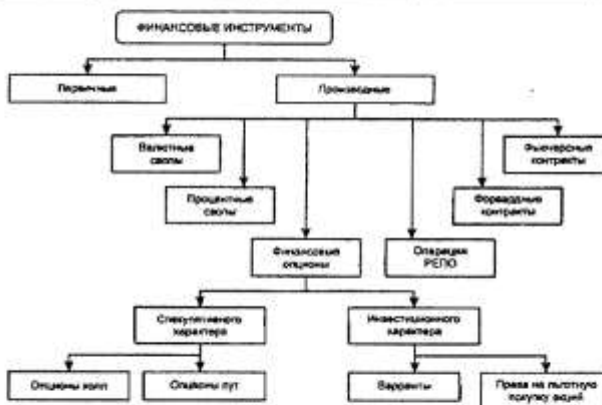 ФИНАНСОВЫЕ ИНСТРУМЕНТЫ
Первичные
Производные
Валютные
свопы
Фьючерсные
контракты
Процентные
свопы
Форвардные
контракты
Финансовые
опционы
Операции
РЕПО
Спекулятивного
характера
Инвестиционного
характера
Опционы колл
Опционы пут
Варранты
Права на льготную
покупку акций